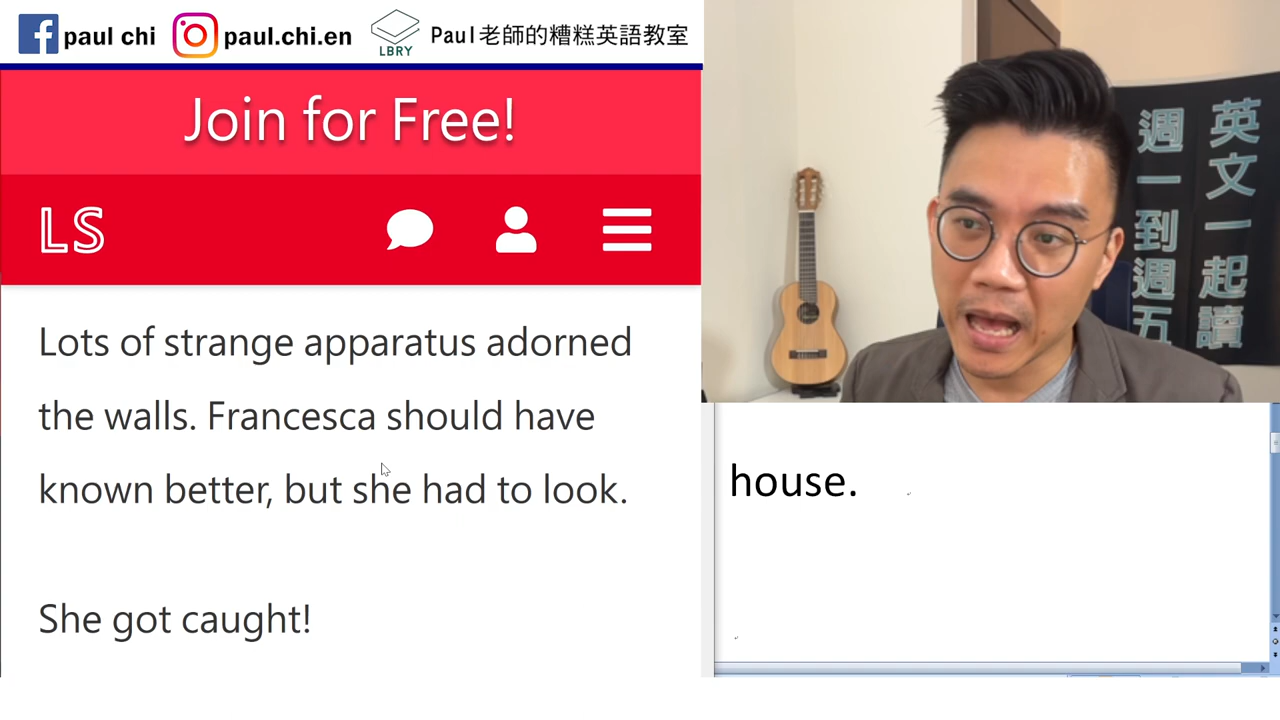 paul chi
paul.chi.en
LBRY
Paul老師的糟糕英語教室
Join for Free!
LS
Lots of strange apparatus adorned
the walls. Francesca should have
known better, but she had to look.
She got caught!
英文一起讀
週一到週五
house.